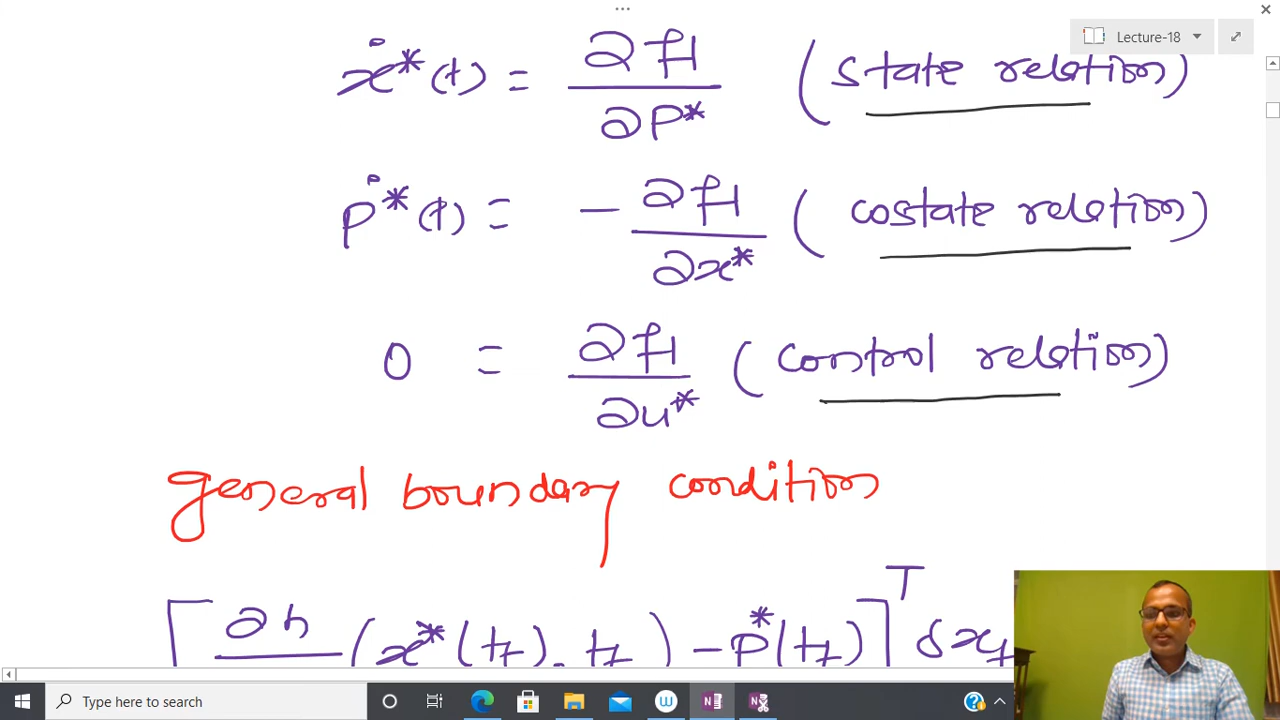 Lecture-18
ẋ*(t) = ∂ℋ/∂p* (state relation)
ṗ*(t) = - ∂ℋ/∂x* (costate relation)
0 = ∂ℋ/∂u* (control relation)
general boundary condition
[∂h (x*(tf), tf) - p*(tf)]ᵀ δxf
Type here to search